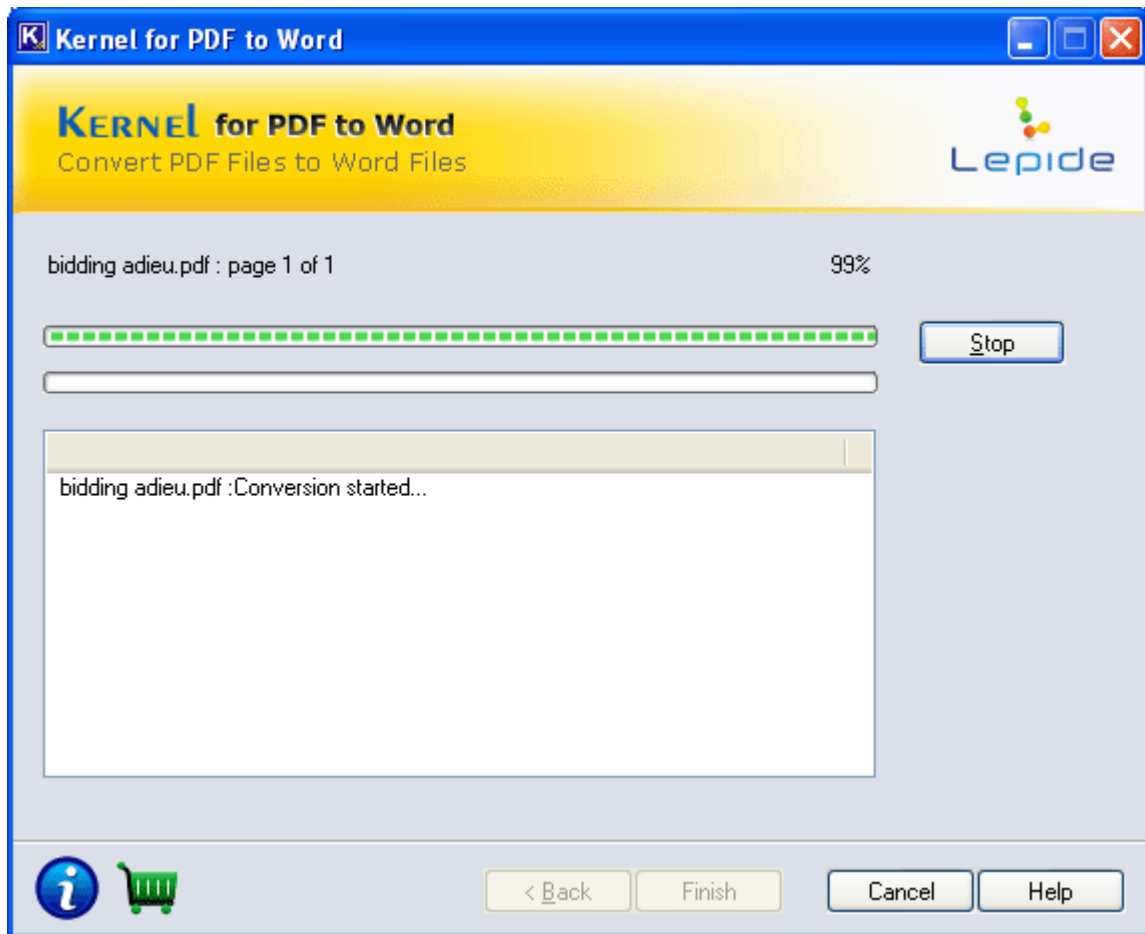 Kernel for PDF to Word
KERNEL for PDF to Word
Convert PDF Files to Word Files
Lepide
bidding adieu.pdf : page 1 of 1 99%
Stop
bidding adieu.pdf :Conversion started...
< Back Finish Cancel Help